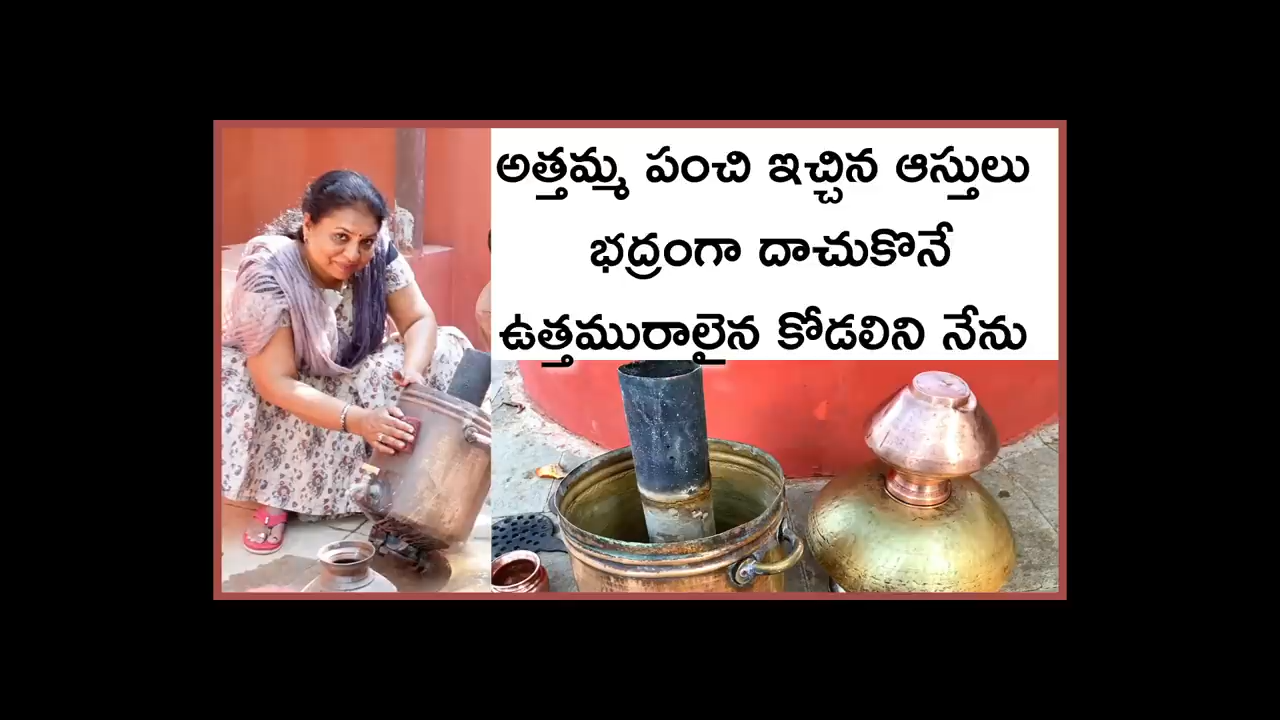 అత్తమ్మ పంచి ఇచ్చిన ఆస్తులు
భద్రంగా దాచుకొనే
ఉత్తమురాలైన కోడలిని నేను